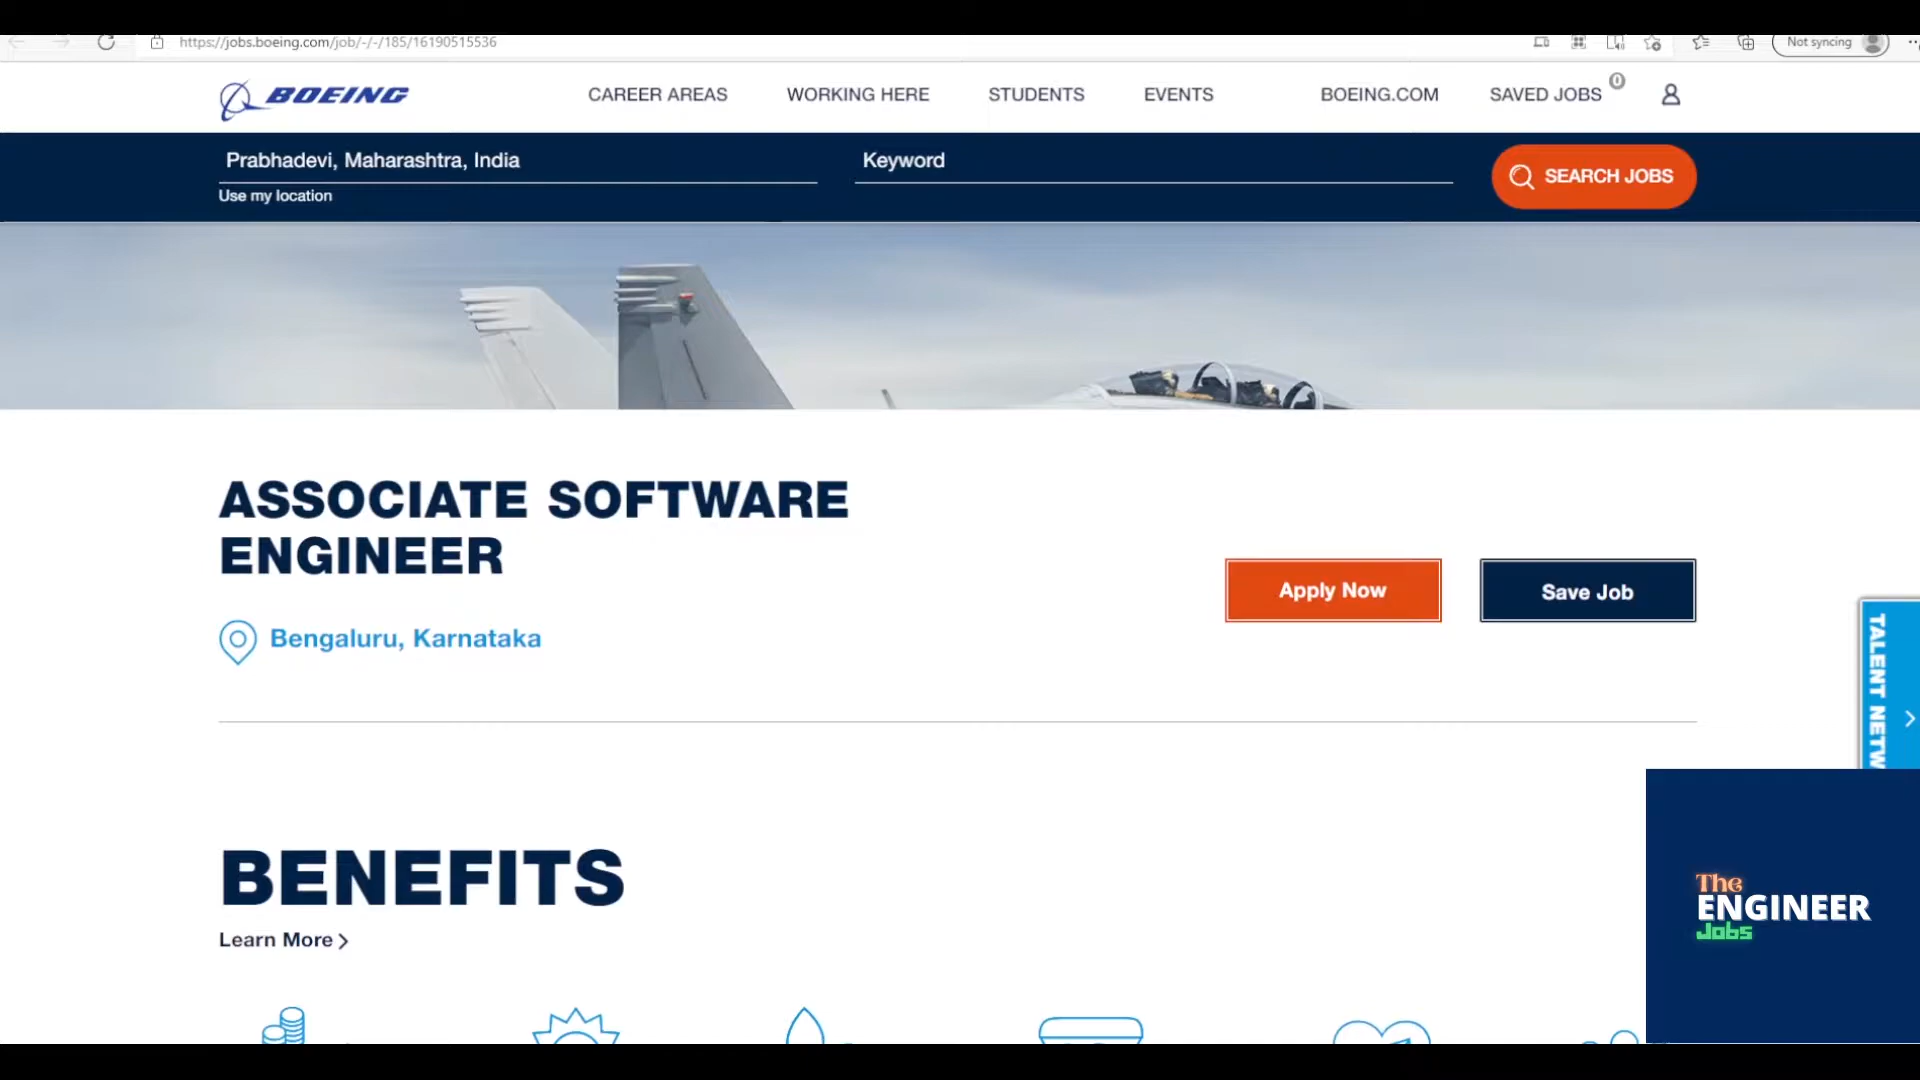 https://jobs.boeing.com/job/-/-/185/16190515536
Not syncing
BOEING
CAREER AREAS
WORKING HERE
STUDENTS
EVENTS
BOEING.COM
SAVED JOBS
0
Prabhadevi, Maharashtra, India
Keyword
SEARCH JOBS
Use my location
ASSOCIATE SOFTWARE
ENGINEER
Apply Now
Save Job
Bengaluru, Karnataka
TALENT NETW
BENEFITS
Learn More
The
ENGINEER
Jobs